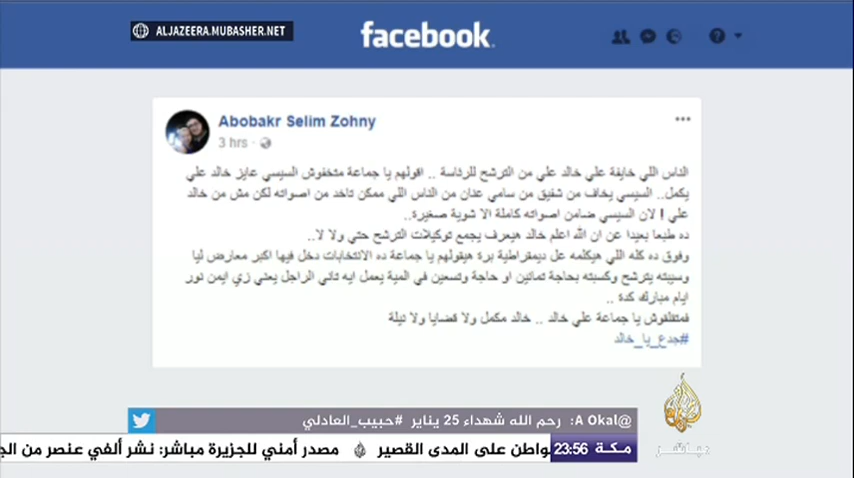 ALJAZEERA.MUBASHER.NET
facebook
Abobakr Selim Zohny
3 hrs
الناس اللي خايفة علي خالد علي من الترشح للرئاسة .. اقولهم يا جماعة متخفوش السيسي عايز خالد علي
يكمل.. السيسي يخاف من شفيق من سامي عنان من الناس اللي ممكن تاخد من اصواته لكن مش من خالد
علي ! لان السيسي ضامن اصواته كاملة الا شوية صغيرة..
ده طبعا بعيدا عن ان الله اعلم خالد هيعرف يجمع توكيلات الترشح حتي ولا لا..
وفوق ده كله اللي هيكلمه عل ديمقراطية برة هيقولهم يا جماعة ده الانتخابات دخل فيها اكبر معارض ليا
وسيبته يترشح وكسبته بحاجة تمانين او حاجة وتسعين في المية يعمل ايه تاني الراجل يعني زي ايمن نور
ايام مبارك كدة ..
فمتقلقوش يا جماعة علي خالد .. خالد مكمل ولا قضايا ولا نيلة
#جدع_يا_خالد
@A Okal: رحم الله شهداء 25 يناير #حبيب_العادلي
مكة 23:56
واطن على المدى القصير
مصدر أمني للجزيرة مباشر: نشر ألفي عنصر من الج
مباشر